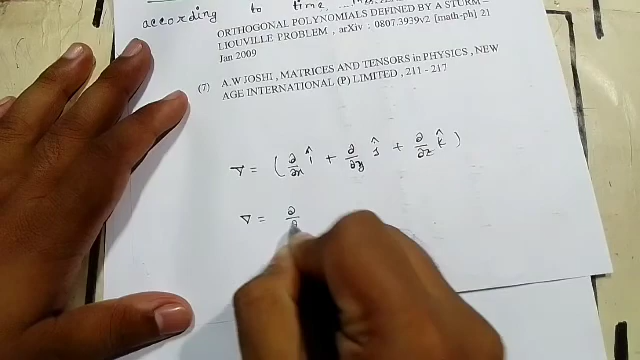 according to time,
ORTHOGONAL POLYNOMIALS DEFINED BY A STURM –
LIOUVILLE PROBLEM , arXiv : 0807.3939v2 [math-ph] 21
Jan 2009
(7) A.W JOSHI , MATRICES AND TENSORS in PHYSICS , NEW
AGE INTERNATIONAL (P) LIMITED , 211 - 217
∇ = ( ∂/∂x î + ∂/∂y ĵ + ∂/∂z k̂ )
∇ = ∂/∂